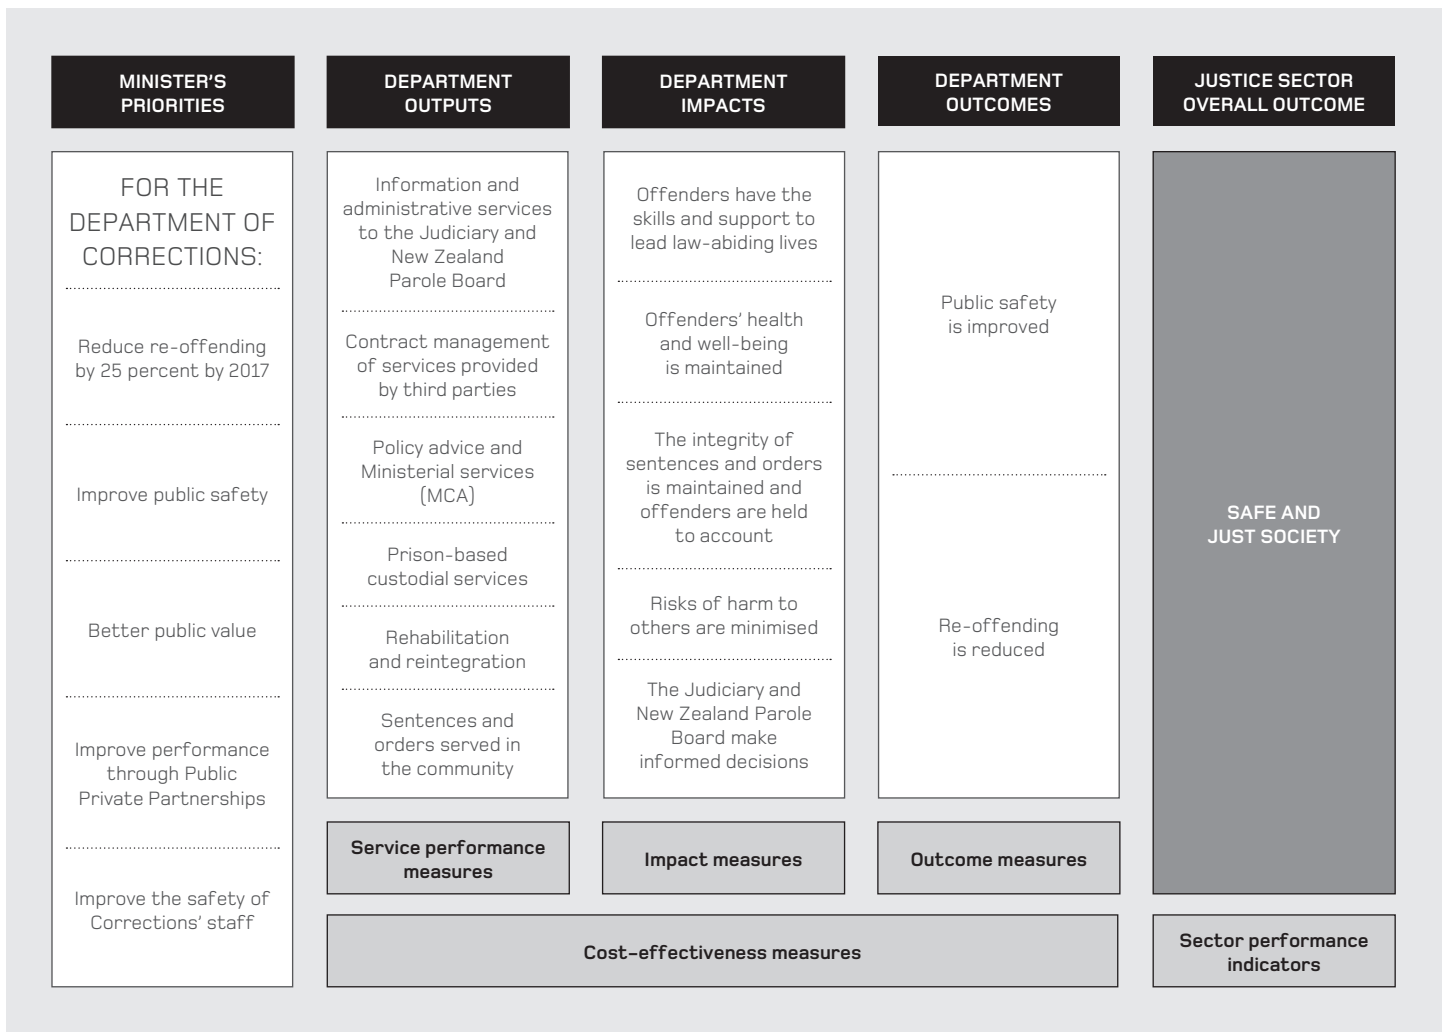 MINISTER'S
PRIORITIES
FOR THE
DEPARTMENT OF
CORRECTIONS:
Reduce re-offending
by 25 percent by 2017
Improve public safety
Better public value
Improve performance
through Public
Private Partnerships
Improve the safety of
Corrections' staff
DEPARTMENT
OUTPUTS
Information and
administrative services
to the Judiciary and
New Zealand
Parole Board
Contract management
of services provided
by third parties
Policy advice and
Ministerial services
(MCA)
Prison-based
custodial services
Rehabilitation
and reintegration
Sentences and
orders served in
the community
Service performance
measures
DEPARTMENT
IMPACTS
Offenders have the
skills and support to
lead law-abiding lives
Offenders' health
and well-being
is maintained
The integrity of
sentences and orders
is maintained and
offenders are held
to account
Risks of harm to
others are minimised
The Judiciary and
New Zealand Parole
Board make
informed decisions
Impact measures
DEPARTMENT
OUTCOMES
Public safety
is improved
Re-offending
is reduced
Outcome measures
Cost-effectiveness measures
JUSTICE SECTOR
OVERALL OUTCOME
SAFE AND
JUST SOCIETY
Sector performance
indicators